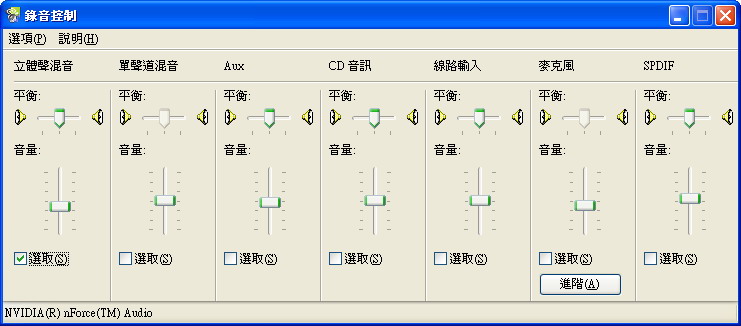 錄音控制
選項(P) 說明(H)
立體聲混音 單聲道混音 Aux CD 音訊 線路輸入 麥克風 SPDIF
平衡: 平衡: 平衡: 平衡: 平衡: 平衡: 平衡:
音量: 音量: 音量: 音量: 音量: 音量: 音量:
選取(S) 選取(S) 選取(S) 選取(S) 選取(S) 選取(S) 選取(S)
進階(A)
NVIDIA(R) nForce(TM) Audio